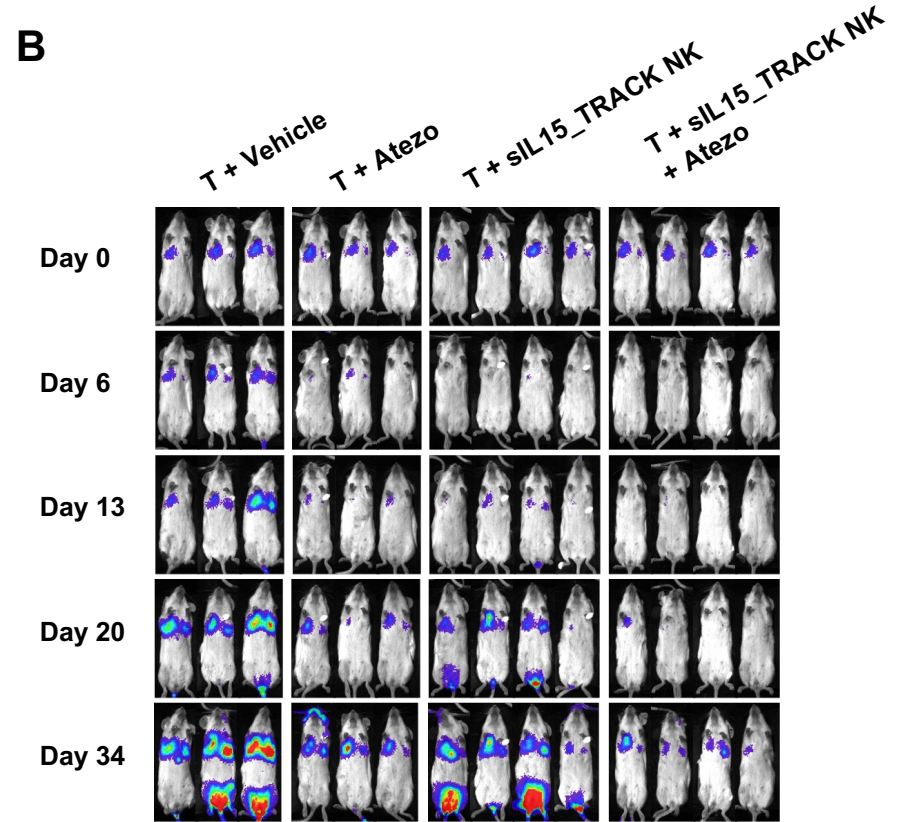 B
T + Vehicle
T + Atezo
T + sIL15_TRACK NK
T + sIL15_TRACK NK
+ Atezo
Day 0
Day 6
Day 13
Day 20
Day 34